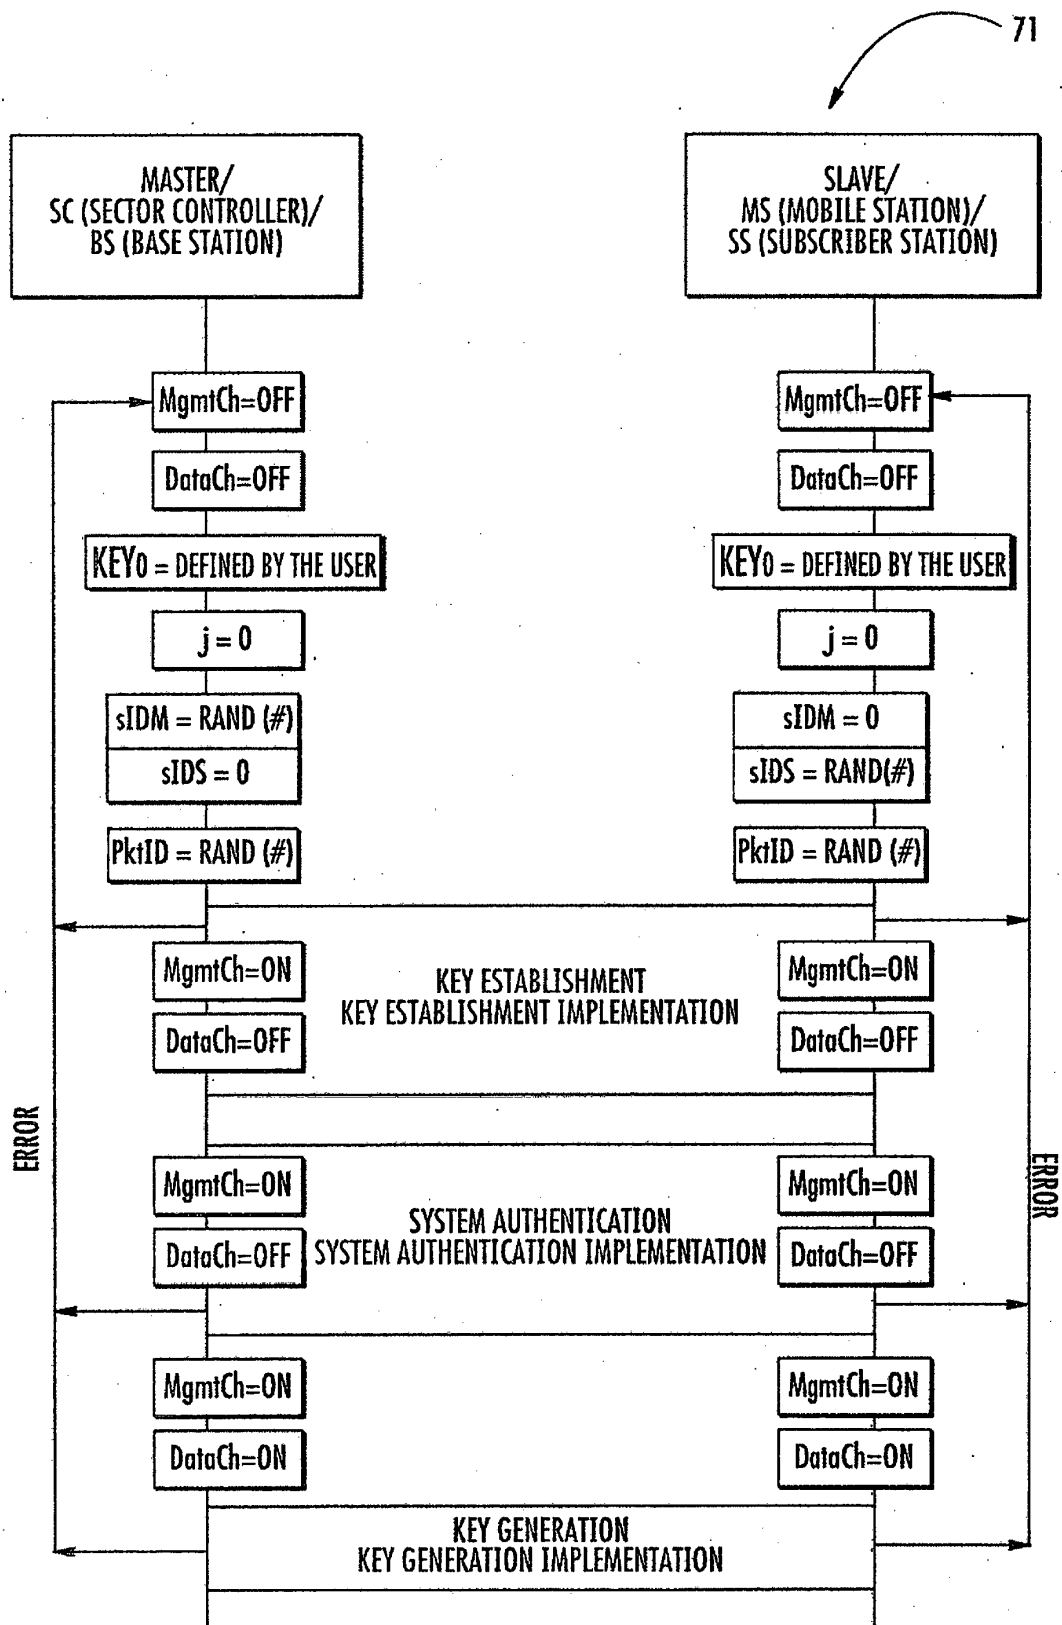 71
MASTER/
SC (SECTOR CONTROLLER)/
BS (BASE STATION)
SLAVE/
MS (MOBILE STATION)/
SS (SUBSCRIBER STATION)
MgmtCh=OFF
MgmtCh=OFF
DataCh=OFF
DataCh=OFF
KEY0 = DEFINED BY THE USER
KEY0 = DEFINED BY THE USER
j = 0
j = 0
sIDM = RAND (#)
sIDM = 0
sIDS = 0
sIDS = RAND(#)
PktID = RAND (#)
PktID = RAND (#)
MgmtCh=ON
KEY ESTABLISHMENT
MgmtCh=ON
KEY ESTABLISHMENT IMPLEMENTATION
DataCh=OFF
DataCh=OFF
ERROR
ERROR
MgmtCh=ON
MgmtCh=ON
SYSTEM AUTHENTICATION
DataCh=OFF
SYSTEM AUTHENTICATION IMPLEMENTATION
DataCh=OFF
MgmtCh=ON
MgmtCh=ON
DataCh=ON
DataCh=ON
KEY GENERATION
KEY GENERATION IMPLEMENTATION